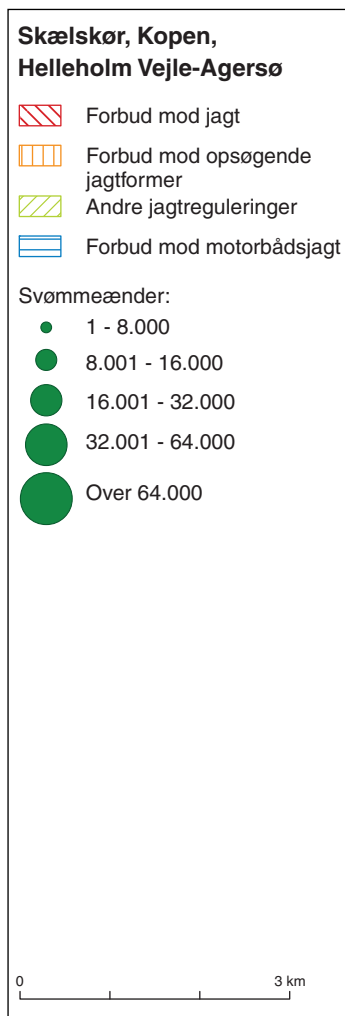 Skælskør, Kopen,
Helleholm Vejle-Agersø
Forbud mod jagt
Forbud mod opsøgende
jagtformer
Andre jagtreguleringer
Forbud mod motorbådsjagt
Svømmeænder:
1 - 8.000
8.001 - 16.000
16.001 - 32.000
32.001 - 64.000
Over 64.000
0 3 km